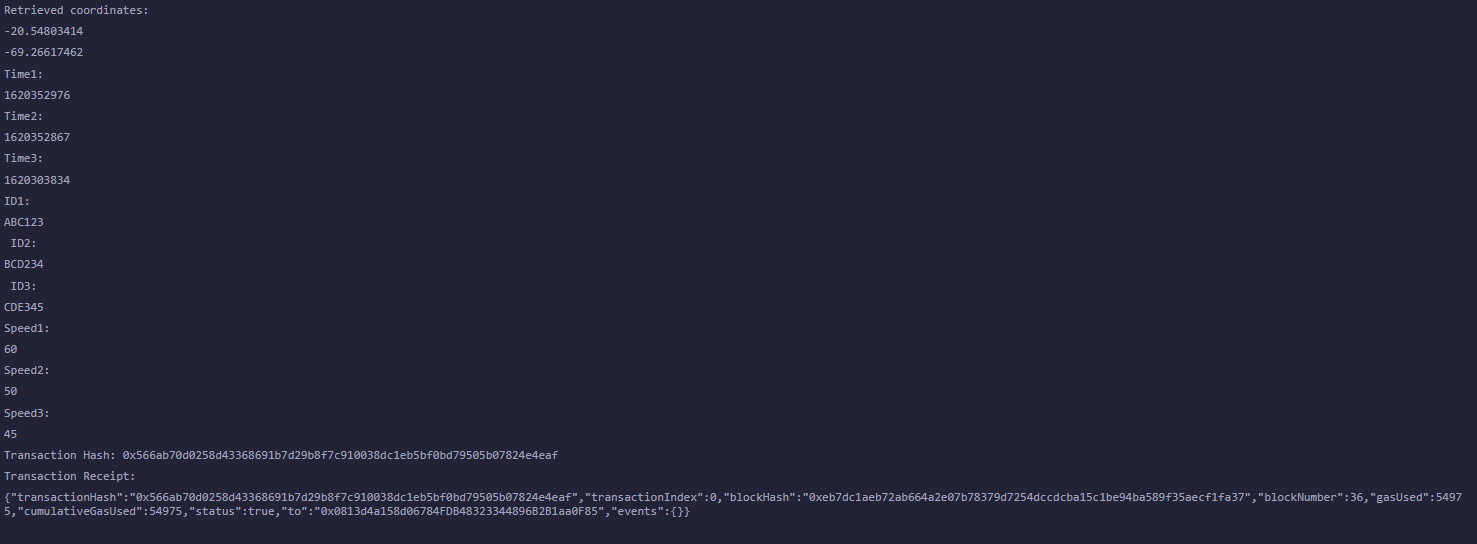 Retrieved coordinates:
-20.54803414
-69.26617462
Time1:
1620352976
Time2:
1620352867
Time3:
1620303834
ID1:
ABC123
ID2:
BCD234
ID3:
CDE345
Speed1:
60
Speed2:
50
Speed3:
45
Transaction Hash: 0x566ab70d0258d43368691b7d29b8f7c910038dc1eb5bf0bd79505b07824e4eaf
Transaction Receipt:
{"transactionHash":"0x566ab70d0258d43368691b7d29b8f7c910038dc1eb5bf0bd79505b07824e4eaf","transactionIndex":0,"blockHash":"0xeb7dc1aeb72ab664a2e07b78379d7254dccdcba15c1be94ba589f35aecf1fa37","blockNumber":36,"gasUsed":5497
5,"cumulativeGasUsed":54975,"status":true,"to":"0x0813d4a158d06784FDB48323344896B2B1aa0F85","events":{}}